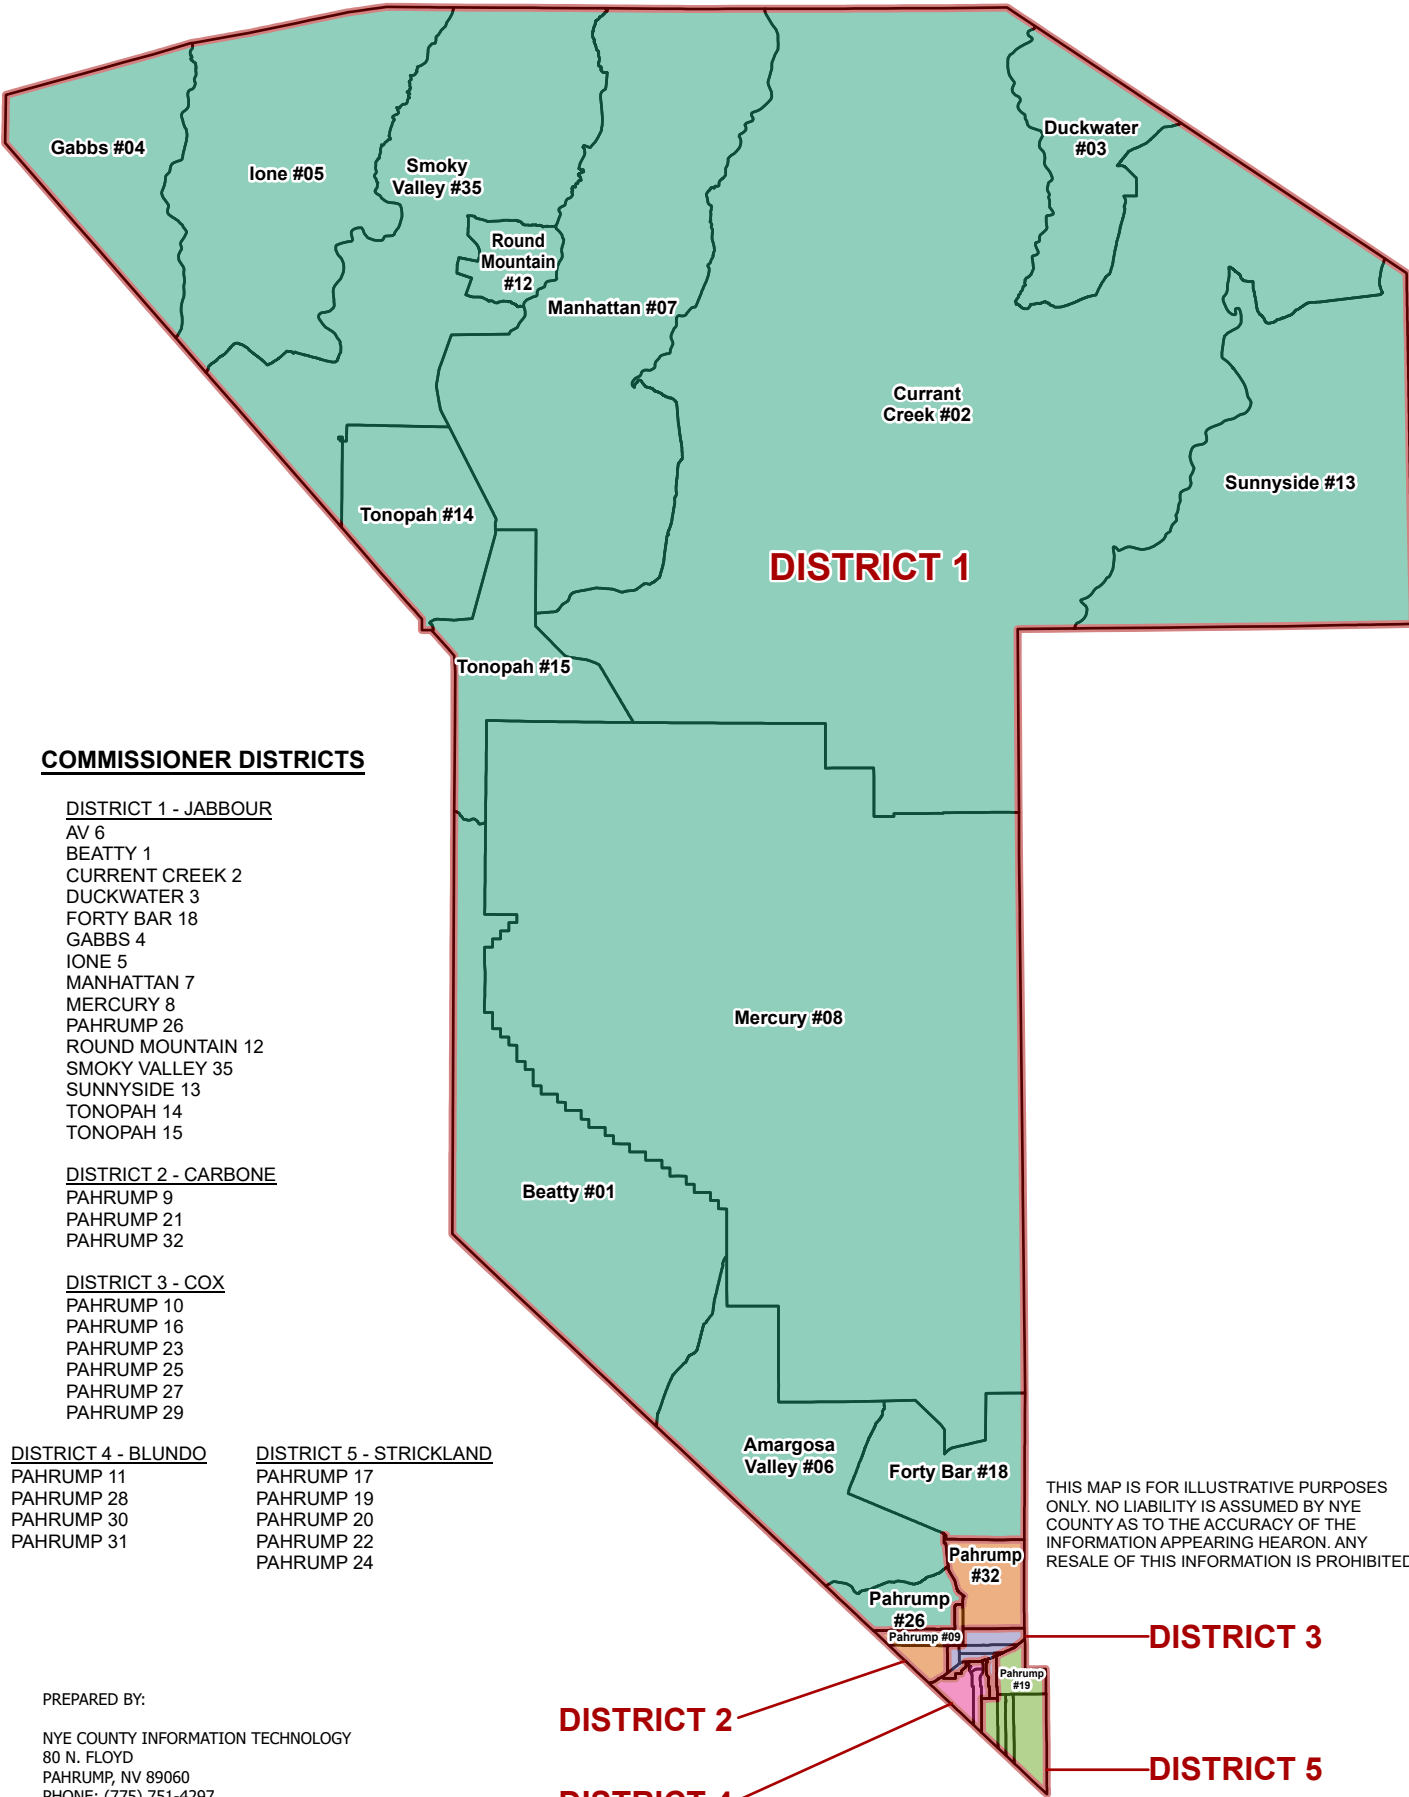 Gabbs #04
Ione #05
Smoky
Valley #35
Round
Mountain
#12
Manhattan #07
Duckwater
#03
Currant
Creek #02
Sunnyside #13
Tonopah #14
DISTRICT 1
Tonopah #15
COMMISSIONER DISTRICTS
DISTRICT 1 - JABBOUR
AV 6
BEATTY 1
CURRENT CREEK 2
DUCKWATER 3
FORTY BAR 18
GABBS 4
IONE 5
MANHATTAN 7
MERCURY 8
PAHRUMP 26
ROUND MOUNTAIN 12
SMOKY VALLEY 35
SUNNYSIDE 13
TONOPAH 14
TONOPAH 15
DISTRICT 2 - CARBONE
PAHRUMP 9
PAHRUMP 21
PAHRUMP 32
DISTRICT 3 - COX
PAHRUMP 10
PAHRUMP 16
PAHRUMP 23
PAHRUMP 25
PAHRUMP 27
PAHRUMP 29
DISTRICT 4 - BLUNDO
PAHRUMP 11
PAHRUMP 28
PAHRUMP 30
PAHRUMP 31
DISTRICT 5 - STRICKLAND
PAHRUMP 17
PAHRUMP 19
PAHRUMP 20
PAHRUMP 22
PAHRUMP 24
Mercury #08
Beatty #01
Amargosa
Valley #06
Forty Bar #18
THIS MAP IS FOR ILLUSTRATIVE PURPOSES
ONLY. NO LIABILITY IS ASSUMED BY NYE
COUNTY AS TO THE ACCURACY OF THE
INFORMATION APPEARING HEARON. ANY
RESALE OF THIS INFORMATION IS PROHIBITED
Pahrump
#32
Pahrump
#26
Pahrump #09
Pahrump
#19
DISTRICT 3
DISTRICT 2
DISTRICT 5
DISTRICT 4
PREPARED BY:
NYE COUNTY INFORMATION TECHNOLOGY
80 N. FLOYD
PAHRUMP, NV 89060
PHONE: (775) 751-4297